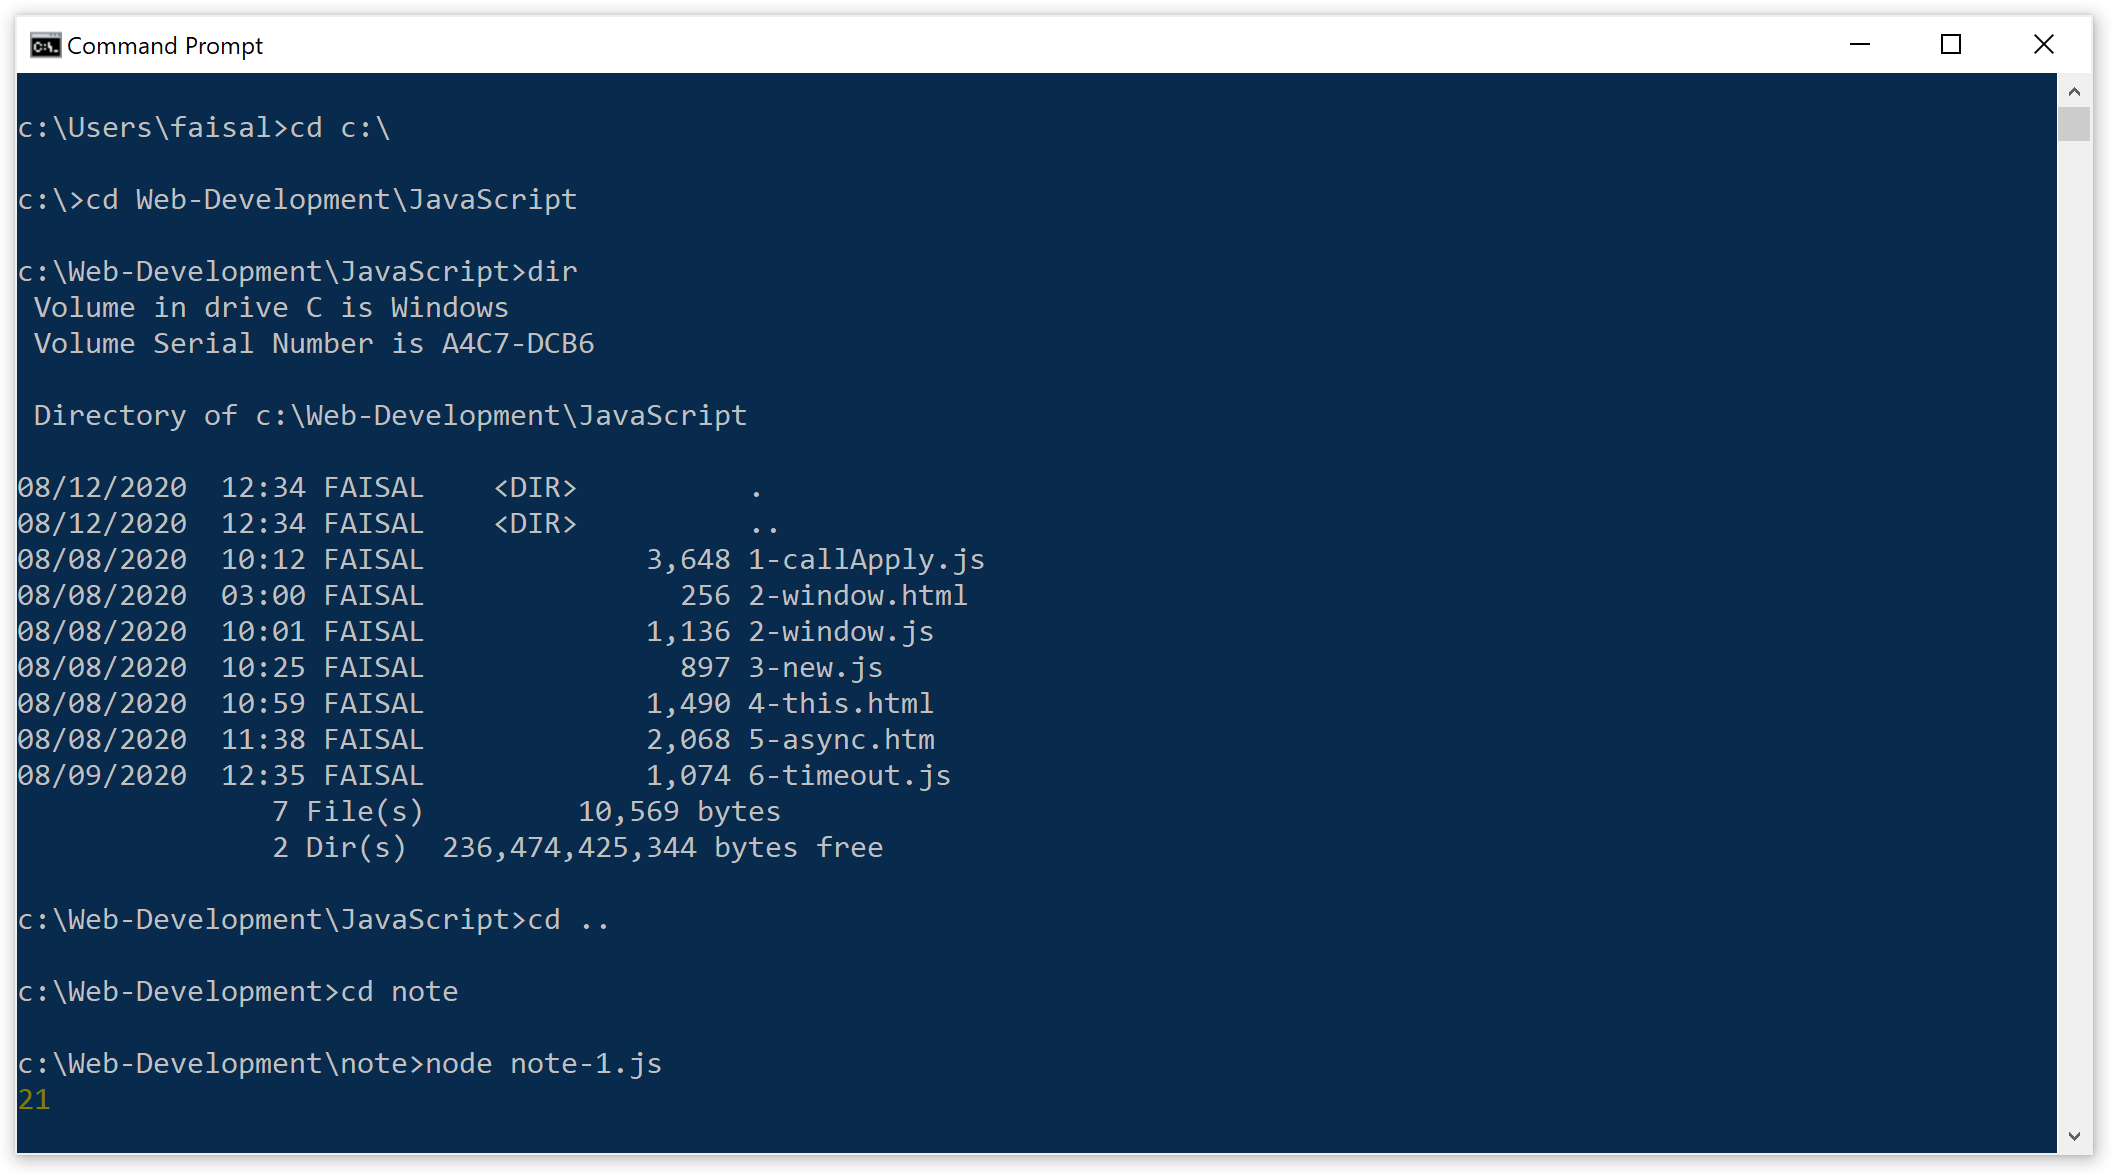 Command Prompt
c:\Users\faisal>cd c:\
c:\>cd Web-Development\JavaScript
c:\Web-Development\JavaScript>dir
 Volume in drive C is Windows
 Volume Serial Number is A4C7-DCB6
 Directory of c:\Web-Development\JavaScript
08/12/2020  12:34 FAISAL    <DIR>          .
08/12/2020  12:34 FAISAL    <DIR>          ..
08/08/2020  10:12 FAISAL             3,648 1-callApply.js
08/08/2020  03:00 FAISAL               256 2-window.html
08/08/2020  10:01 FAISAL             1,136 2-window.js
08/08/2020  10:25 FAISAL               897 3-new.js
08/08/2020  10:59 FAISAL             1,490 4-this.html
08/08/2020  11:38 FAISAL             2,068 5-async.htm
08/09/2020  12:35 FAISAL             1,074 6-timeout.js
               7 File(s)         10,569 bytes
               2 Dir(s)  236,474,425,344 bytes free
c:\Web-Development\JavaScript>cd ..
c:\Web-Development>cd note
c:\Web-Development\note>node note-1.js
21